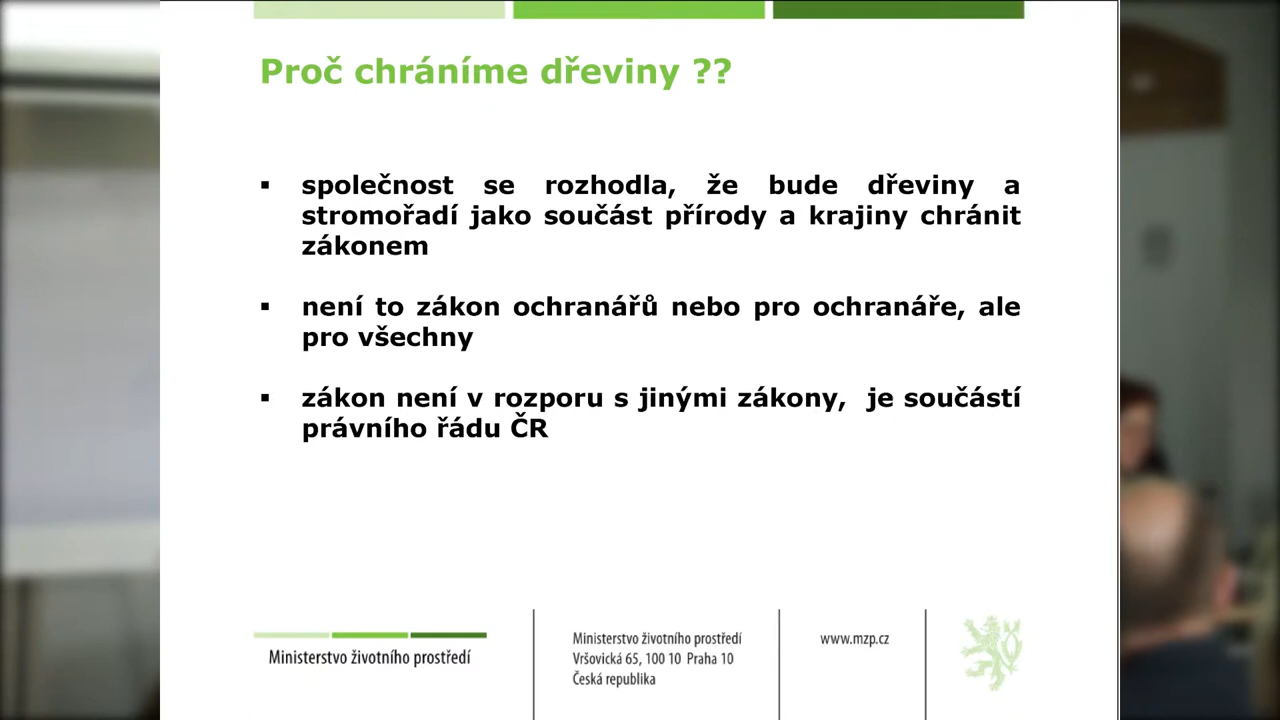 Proč chráníme dřeviny ??
▪ společnost se rozhodla, že bude dřeviny a
stromořadí jako součást přírody a krajiny chránit
zákonem
▪ není to zákon ochranářů nebo pro ochranáře, ale
pro všechny
▪ zákon není v rozporu s jinými zákony, je součástí
právního řádu ČR
Ministerstvo životního prostředí
Ministerstvo životního prostředí
Vršovická 65, 100 10 Praha 10
Česká republika
www.mzp.cz